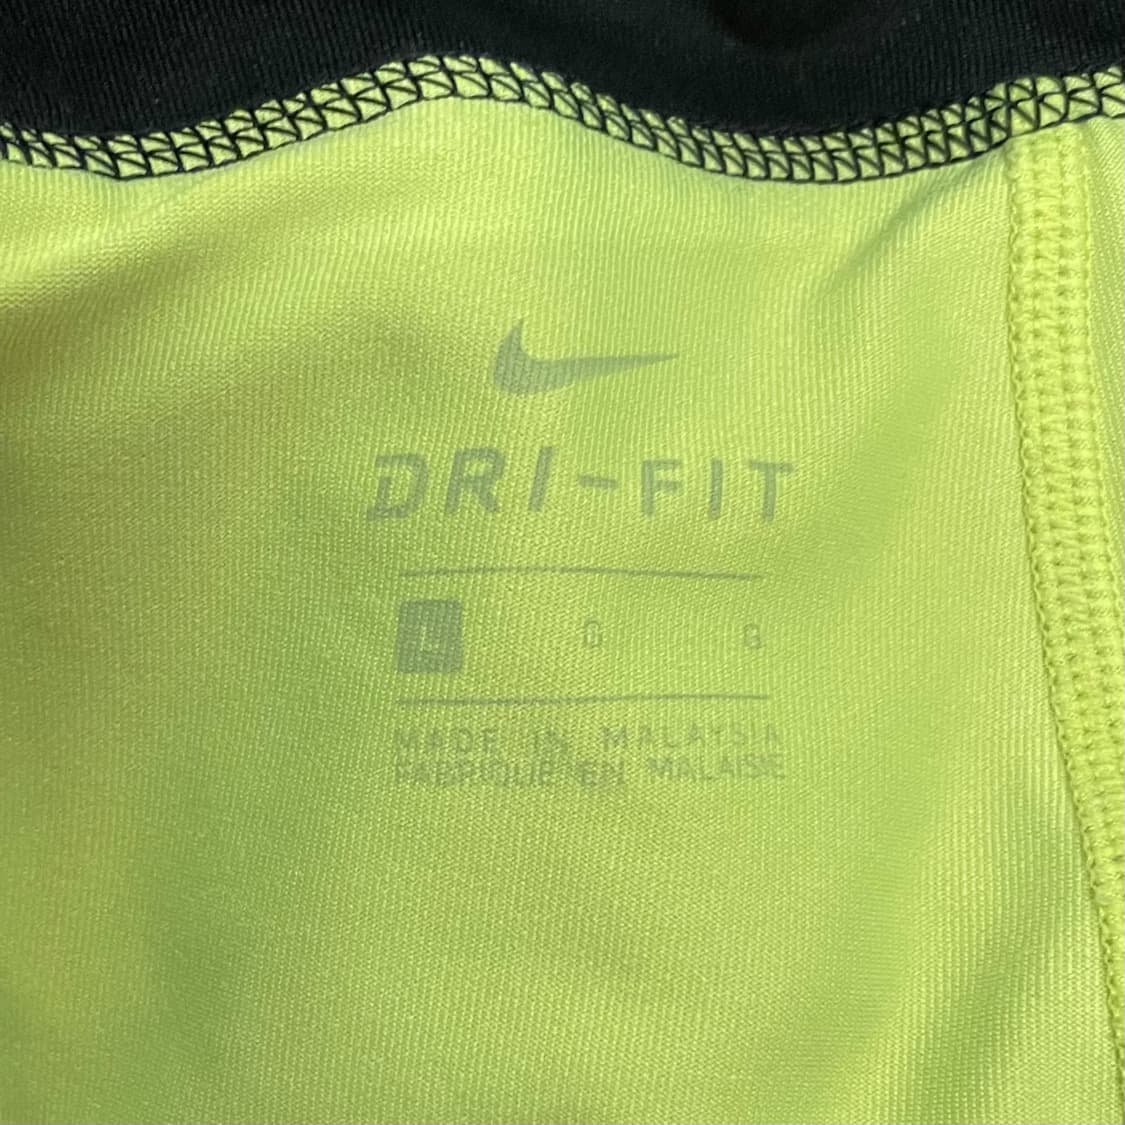 DRI-FIT
L G G
MADE IN MALAYSIA
FABRIQUÉ EN MALAISIE